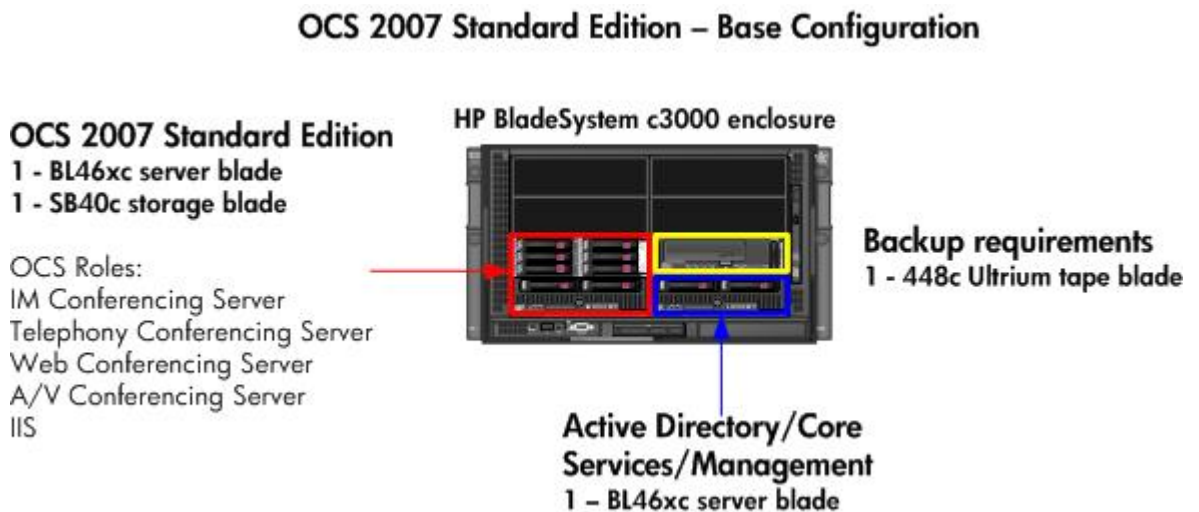 OCS 2007 Standard Edition – Base Configuration
OCS 2007 Standard Edition
1 - BL46xc server blade
1 - SB40c storage blade
OCS Roles:
IM Conferencing Server
Telephony Conferencing Server
Web Conferencing Server
A/V Conferencing Server
IIS
HP BladeSystem c3000 enclosure
Backup requirements
1 - 448c Ultrium tape blade
Active Directory/Core
Services/Management
1 – BL46xc server blade